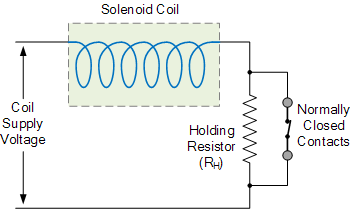 Solenoid Coil
Coil
Supply
Voltage
Holding
Resistor
(RH)
Normally
Closed
Contacts